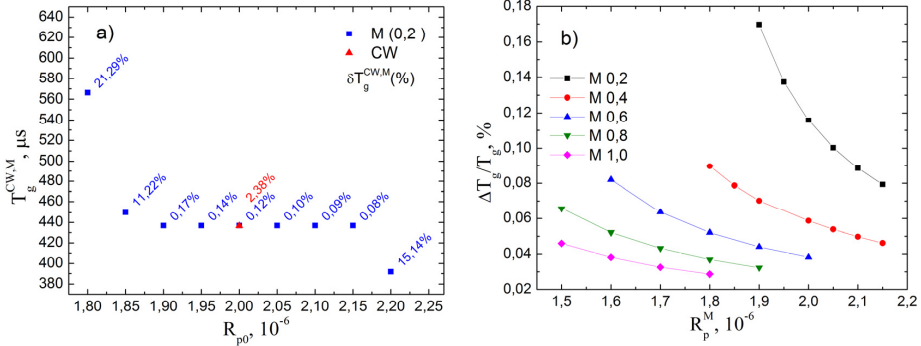 a)
M (0,2 )
CW
δT_g^{CW,M}(%)
T_g^{CW,M}, μs
640
620
600
580
560
540
520
500
480
460
440
420
400
380
21,29%
11,22%
0,17%
0,14%
2,38%
0,12%
0,10%
0,09%
0,08%
15,14%
1,80 1,85 1,90 1,95 2,00 2,05 2,10 2,15 2,20 2,25
R_{p0}, 10^{-6}
b)
M 0,2
M 0,4
M 0,6
M 0,8
M 1,0
ΔT_g/T_g, %
0,18
0,16
0,14
0,12
0,10
0,08
0,06
0,04
0,02
1,5 1,6 1,7 1,8 1,9 2,0 2,1 2,2
R_p^M, 10^{-6}